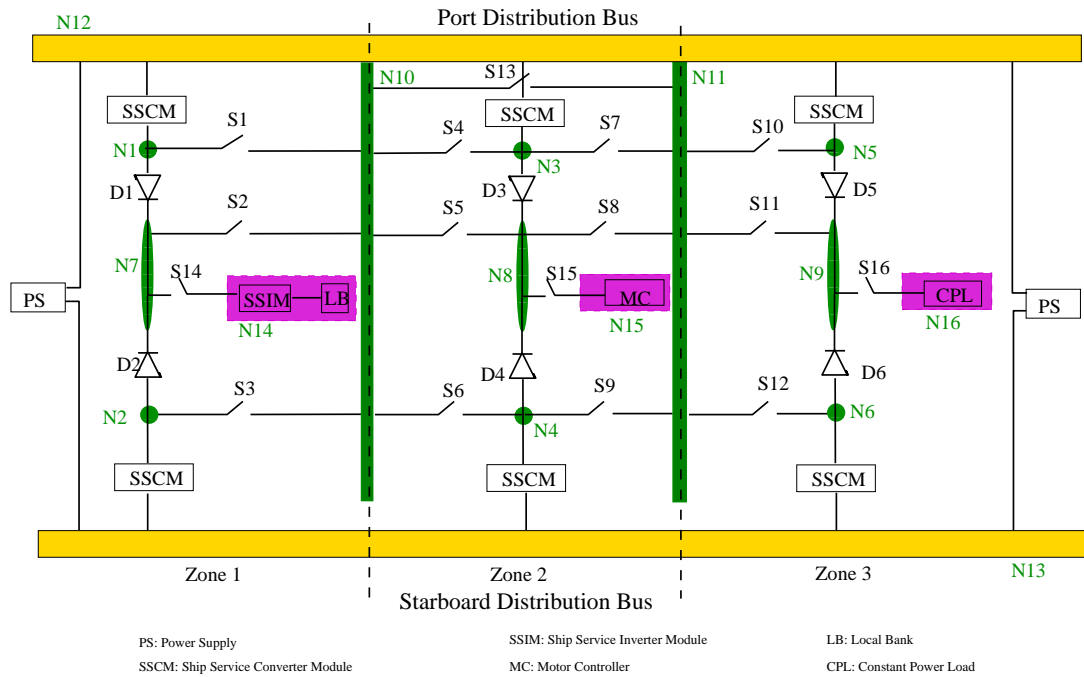 Port Distribution Bus
N12
N10
S13
N11
SSCM
SSCM
SSCM
S1
S4
S7
S10
N1
N3
N5
D1
D3
D5
S2
S5
S8
S11
N7
S14
N8
S15
N9
S16
PS
SSIM
LB
MC
CPL
PS
N14
N15
N16
D2
D4
D6
S3
S6
S9
S12
N2
N4
N6
SSCM
SSCM
SSCM
Zone 1
Zone 2
Zone 3
N13
Starboard Distribution Bus
PS: Power Supply
SSIM: Ship Service Inverter Module
LB: Local Bank
SSCM: Ship Service Converter Module
MC: Motor Controller
CPL: Constant Power Load